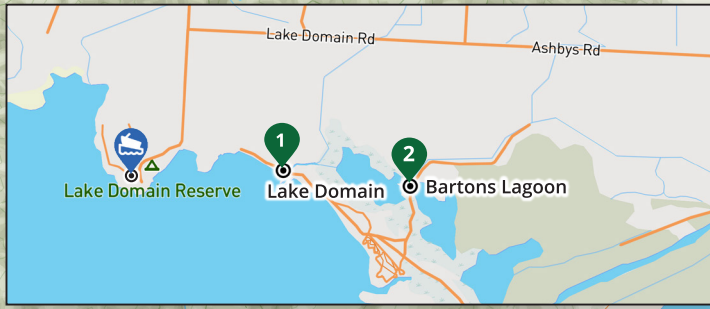 Lake Domain Rd
Ashbys Rd
1
2
Lake Domain Reserve
Lake Domain
Bartons Lagoon